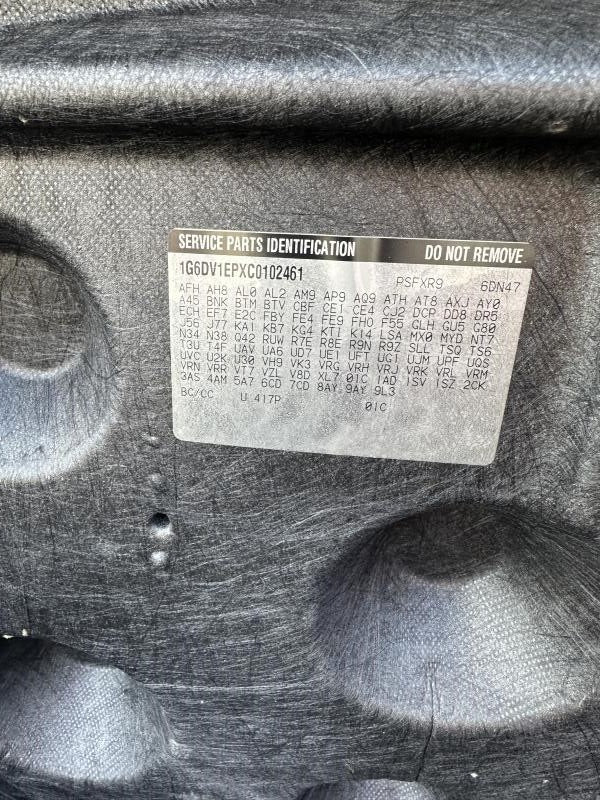 SERVICE PARTS IDENTIFICATION DO NOT REMOVE
1G6DV1EPXC0102461 PSFXR9 6DN47
AFH AH8 AL0 AL2 AM9 AP9 AQ9 ATH AT8 AXJ AY0
A45 BNK BTM BTV CBF CE1 CE4 CJ2 DCP DD8 DR5
ECH EF7 E2C FBY FE4 FE9 FHO F55 GLH GU5 G80
J56 J77 KA1 KB7 KG4 KTI K14 LSA MX0 MYD NT7
N34 N38 Q42 RUW R7E R8E R9N R9Z SLL TSQ TS6
T3U T4F UAV UA6 UD7 UE1 UFT UG1 UJM UPF UQS
UVC U2K U30 VH9 VK3 VRG VRH VRJ VRK VRL VRM
VRN VRR VT7 VZL V8D XL7 01C 1AD 1SV 1SZ 2CK
3AS 4AM 5A7 6CD 7CD 8AY 9AY 9L3
BC/CC U 417P 01C